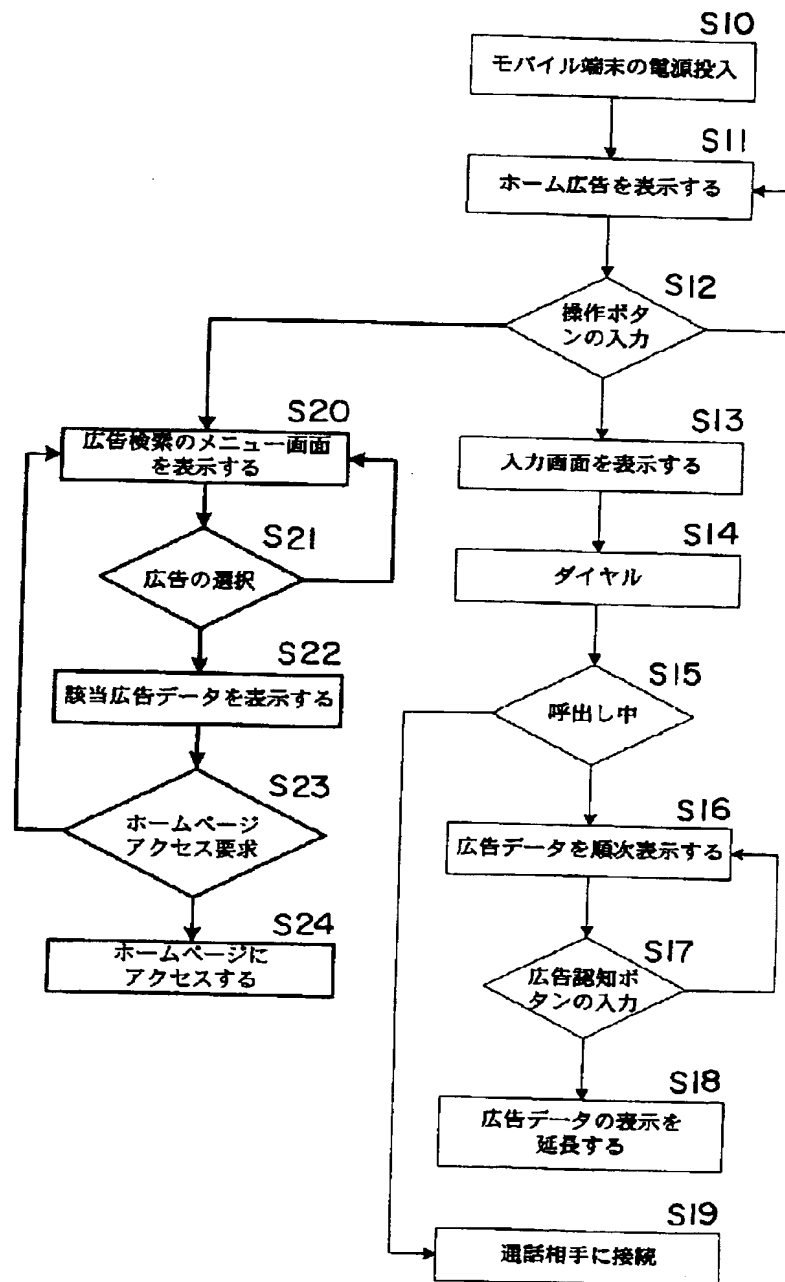 S10
モバイル端末の電源投入
S11
ホーム広告を表示する
S12
操作ボタ
ンの入力
S13
入力画面を表示する
S14
ダイヤル
S15
呼出し中
S16
広告データを順次表示する
S17
広告認知ボ
タンの入力
S18
広告データの表示を
延長する
S19
通話相手に接続
S20
広告検索のメニュー画面
を表示する
S21
広告の選択
S22
該当広告データを表示する
S23
ホームページ
アクセス要求
S24
ホームページに
アクセスする